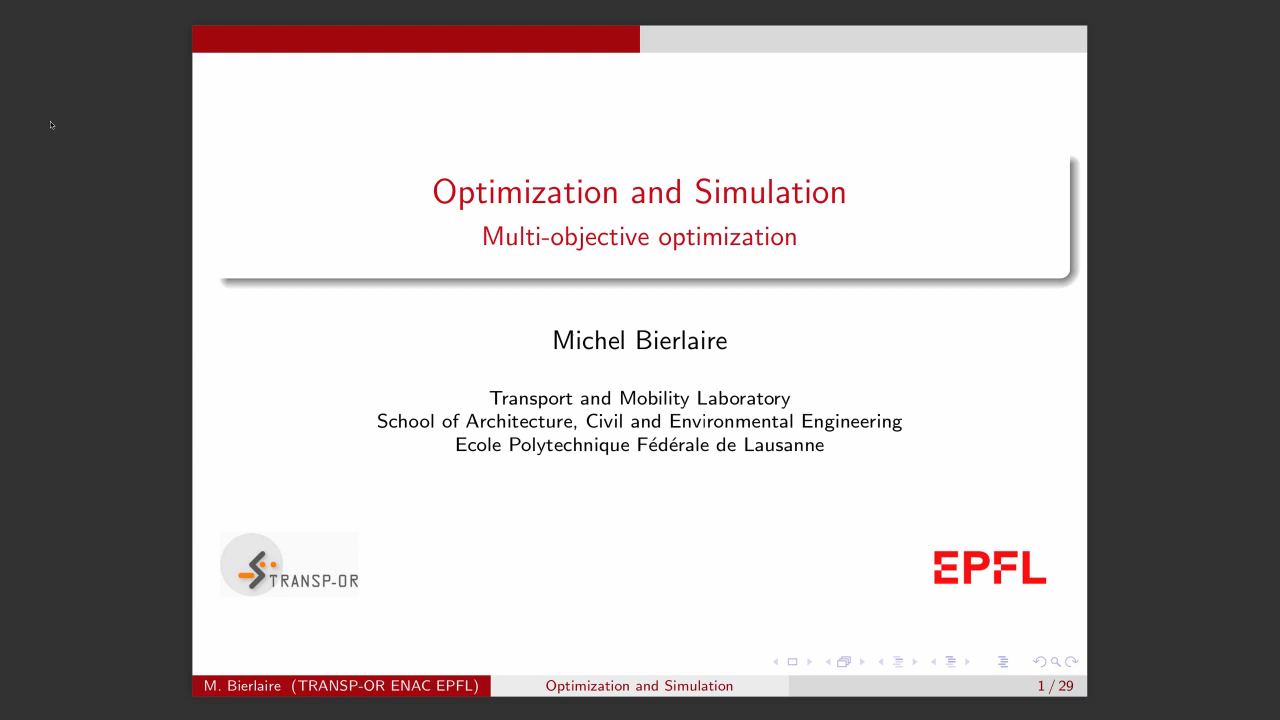 Optimization and Simulation
Multi-objective optimization
Michel Bierlaire
Transport and Mobility Laboratory
School of Architecture, Civil and Environmental Engineering
Ecole Polytechnique Fédérale de Lausanne
TRANSP-OR
EPFL
M. Bierlaire (TRANSP-OR ENAC EPFL)
Optimization and Simulation
1 / 29